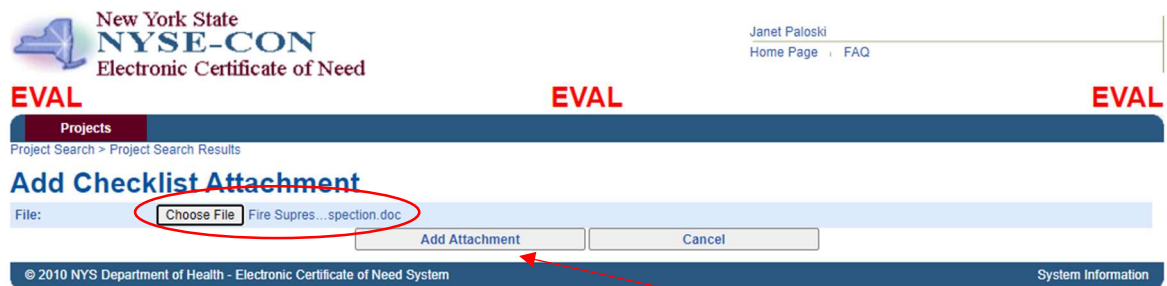 New York State
NYSE-CON
Electronic Certificate of Need
Janet Paloski
Home Page FAQ
EVAL EVAL EVAL
Projects
Project Search > Project Search Results
Add Checklist Attachment
File: Choose File Fire Supres...spection.doc
Add Attachment Cancel
© 2010 NYS Department of Health - Electronic Certificate of Need System System Information